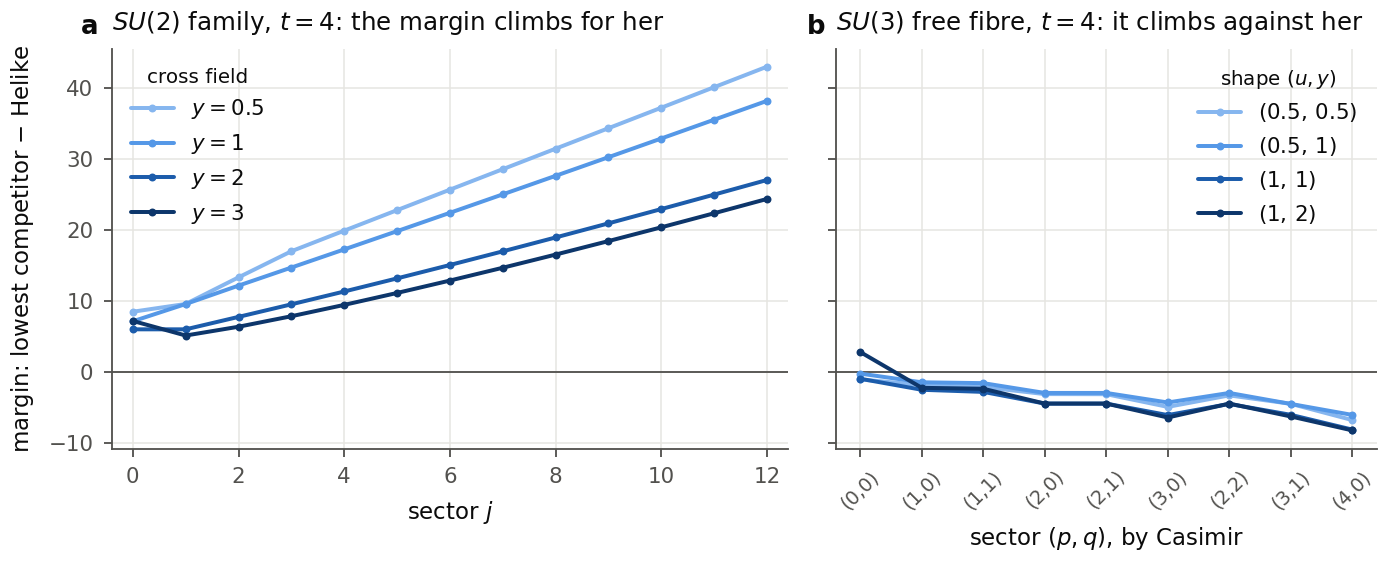 a SU(2) family, t = 4: the margin climbs for her
margin: lowest competitor − Helike
40
30
20
10
0
−10
cross field
y = 0.5
y = 1
y = 2
y = 3
0 2 4 6 8 10 12
sector j
b SU(3) free fibre, t = 4: it climbs against her
shape (u, y)
(0.5, 0.5)
(0.5, 1)
(1, 1)
(1, 2)
(0,0) (1,0) (1,1) (2,0) (2,1) (3,0) (2,2) (3,1) (4,0)
sector (p, q), by Casimir